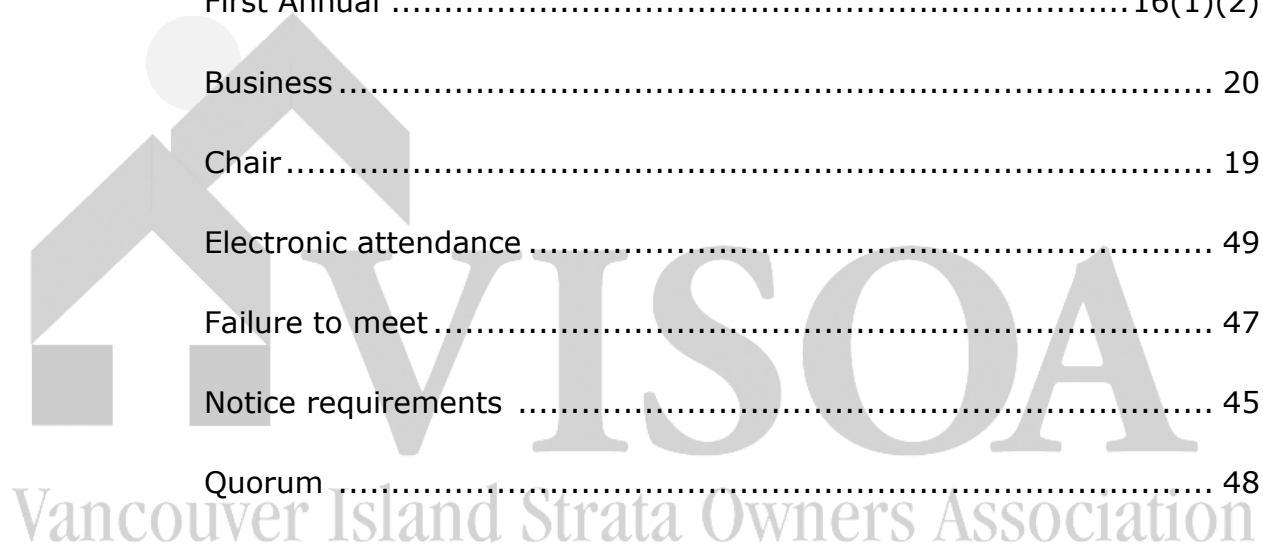 First Annual ........................................................................ 16(1)(2)
Business ..................................................................................... 20
Chair .......................................................................................... 19
Electronic attendance .................................................................. 49
Failure to meet ........................................................................... 47
Notice requirements ................................................................... 45
VISOA
Quorum ..................................................................................... 48
Vancouver Island Strata Owners Association